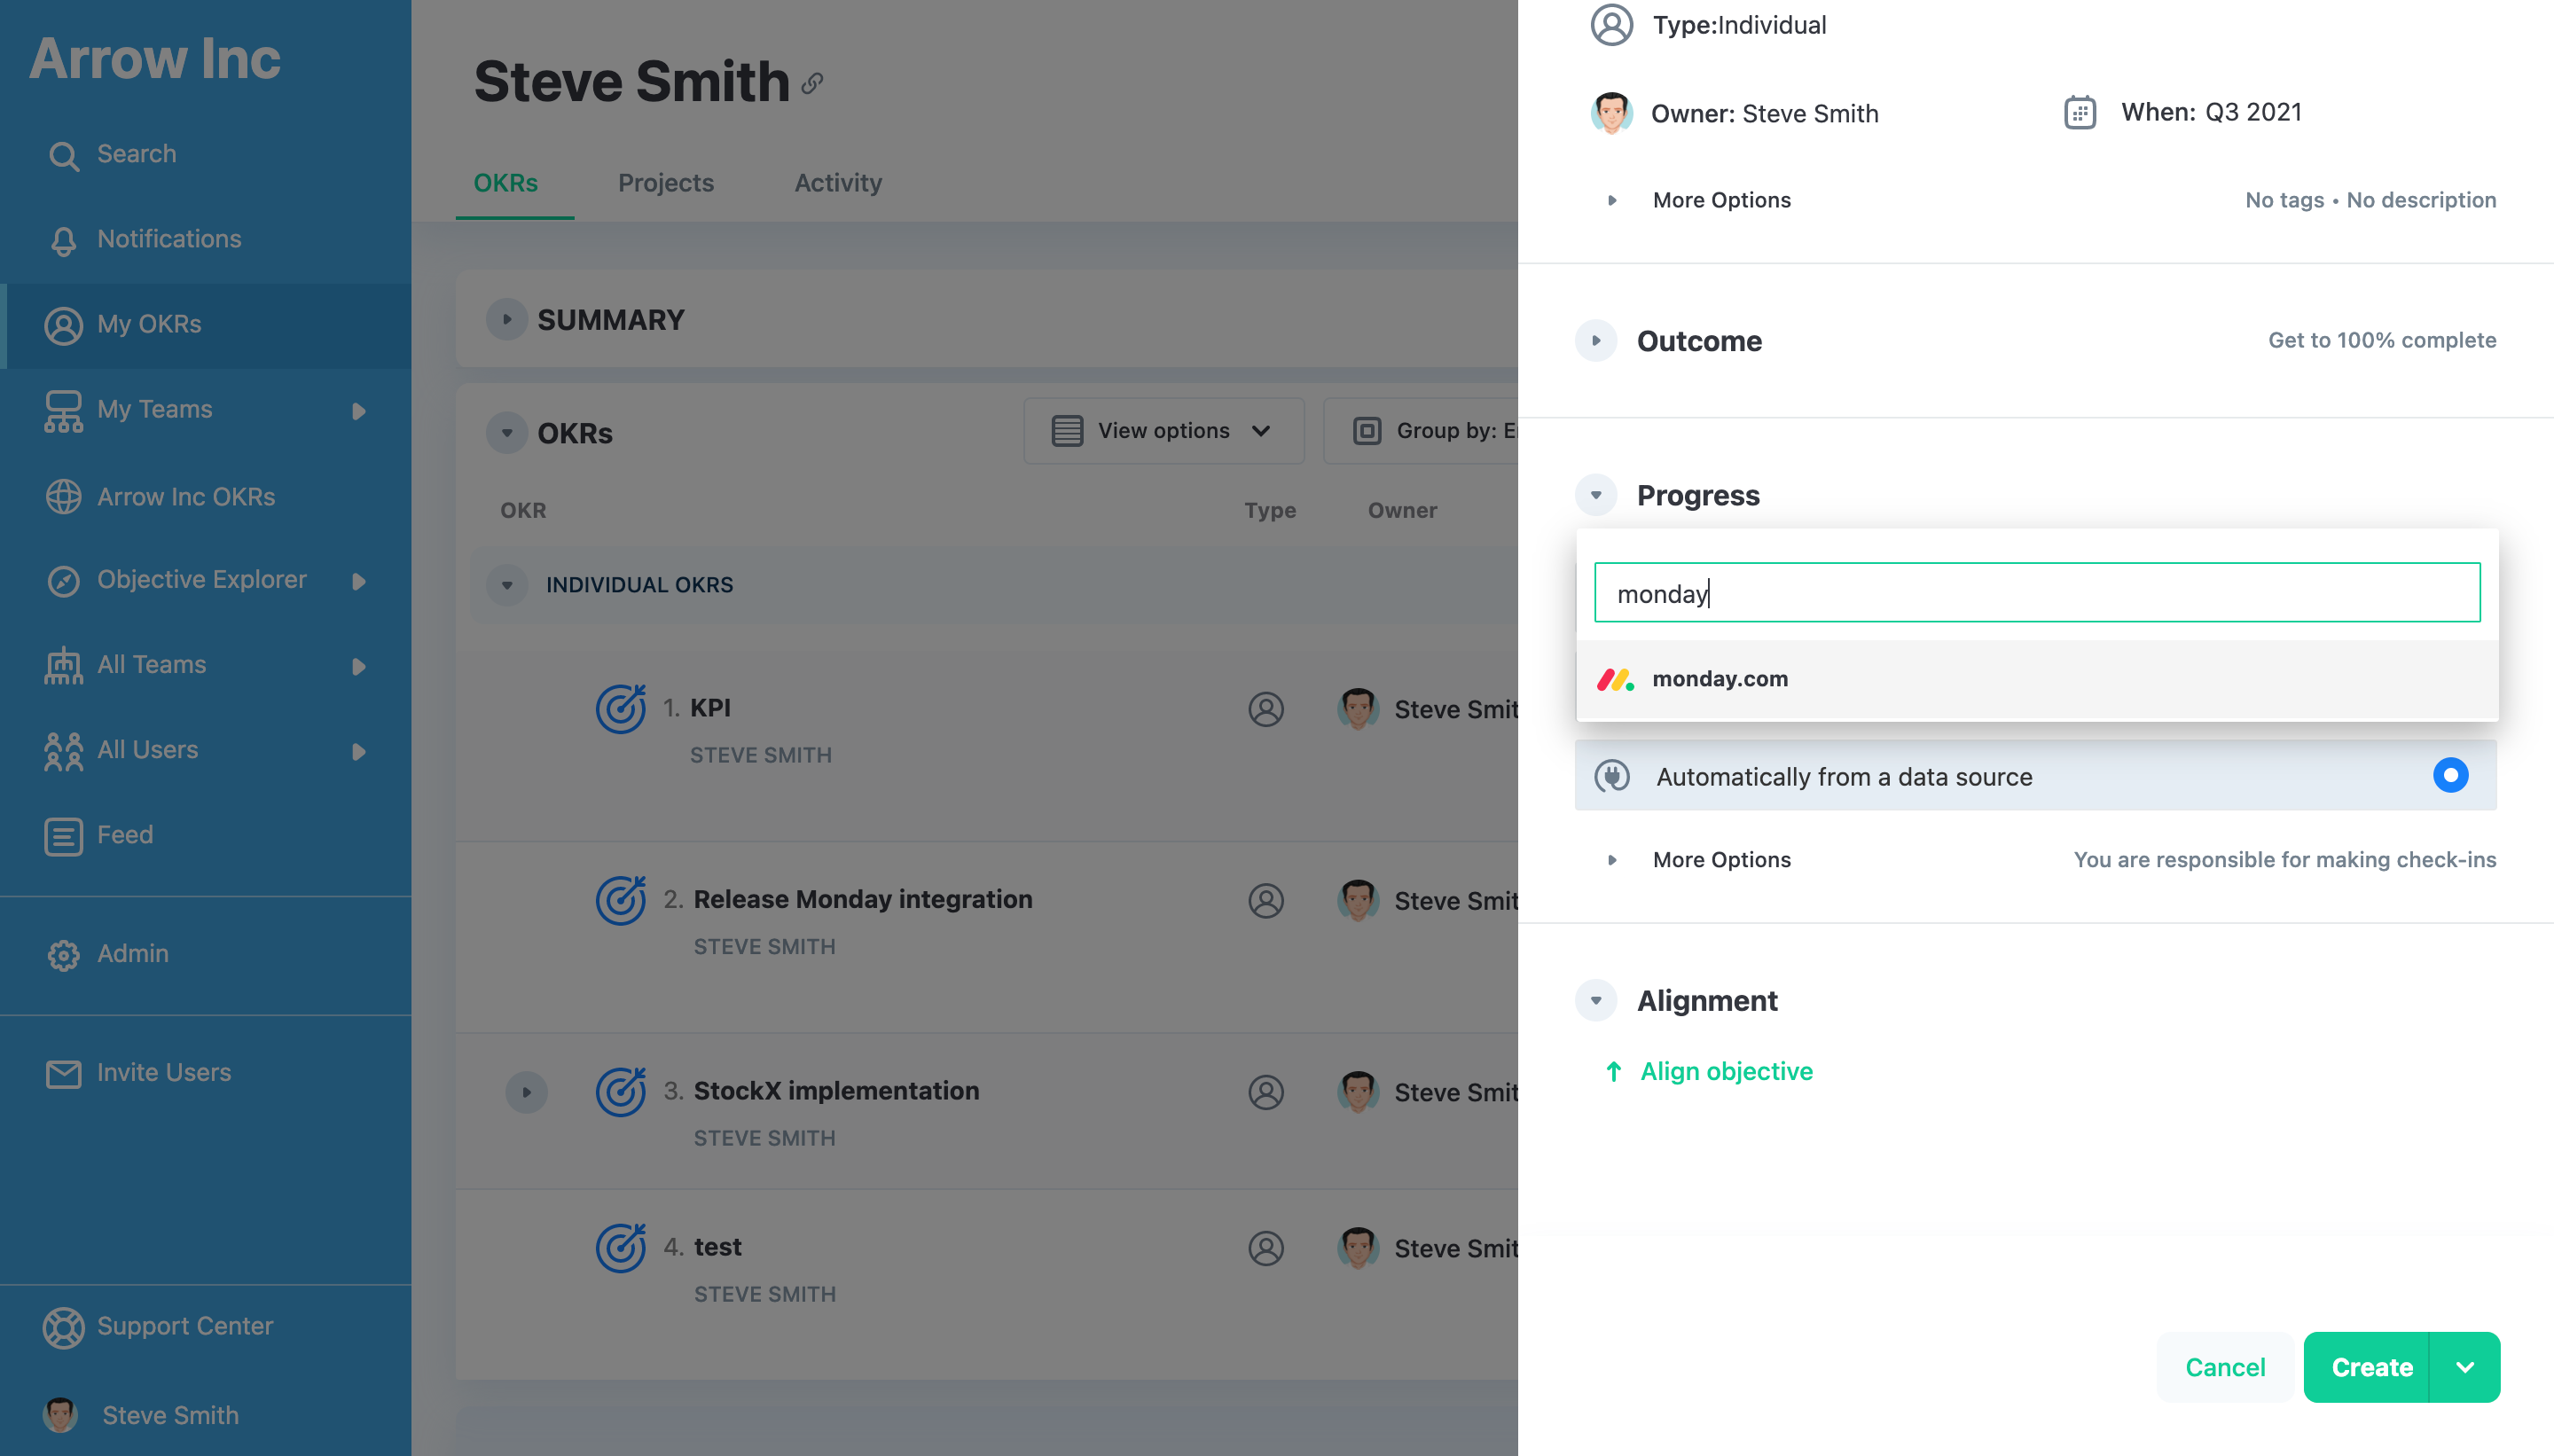 Arrow Inc
Search
Notifications
My OKRs
My Teams
Arrow Inc OKRs
Objective Explorer
All Teams
All Users
Feed
Admin
Invite Users
Support Center
Steve Smith
Steve Smith
OKRs Projects Activity
SUMMARY
OKRs View options Group by: E
OKR Type Owner
INDIVIDUAL OKRS
1. KPI Steve Smit
STEVE SMITH
2. Release Monday integration Steve Smit
STEVE SMITH
3. StockX implementation Steve Smit
STEVE SMITH
4. test Steve Smit
STEVE SMITH
Type:Individual
Owner: Steve Smith When: Q3 2021
More Options No tags • No description
Outcome Get to 100% complete
Progress
monday
monday.com
Automatically from a data source
More Options You are responsible for making check-ins
Alignment
Align objective
Cancel Create